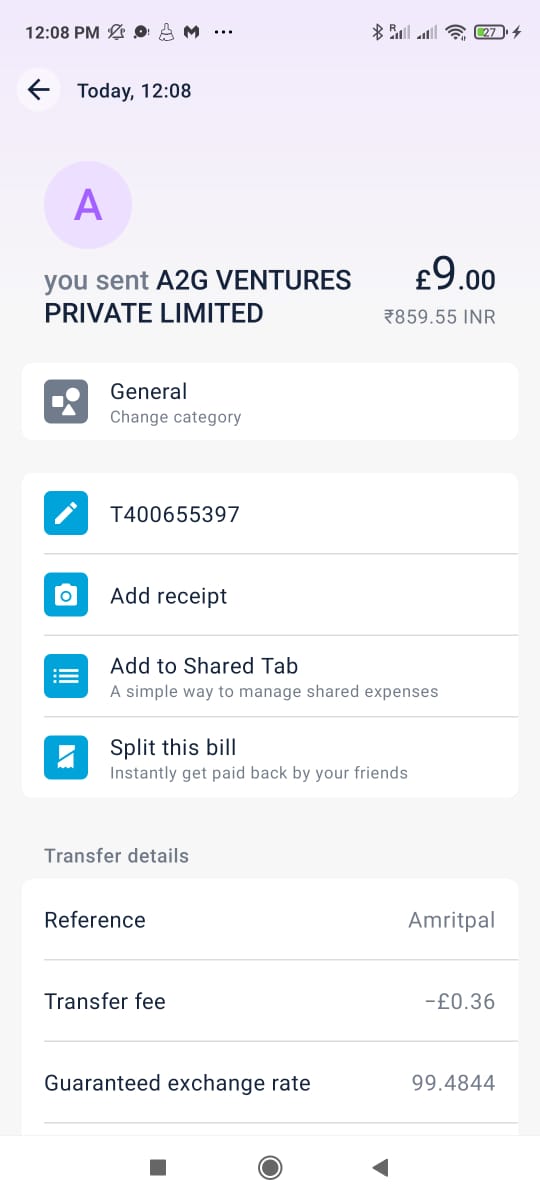 12:08 PM
27
Today, 12:08
A
you sent A2G VENTURES
PRIVATE LIMITED
£9.00
₹859.55 INR
General
Change category
T400655397
Add receipt
Add to Shared Tab
A simple way to manage shared expenses
Split this bill
Instantly get paid back by your friends
Transfer details
Reference
Amritpal
Transfer fee
-£0.36
Guaranteed exchange rate
99.4844